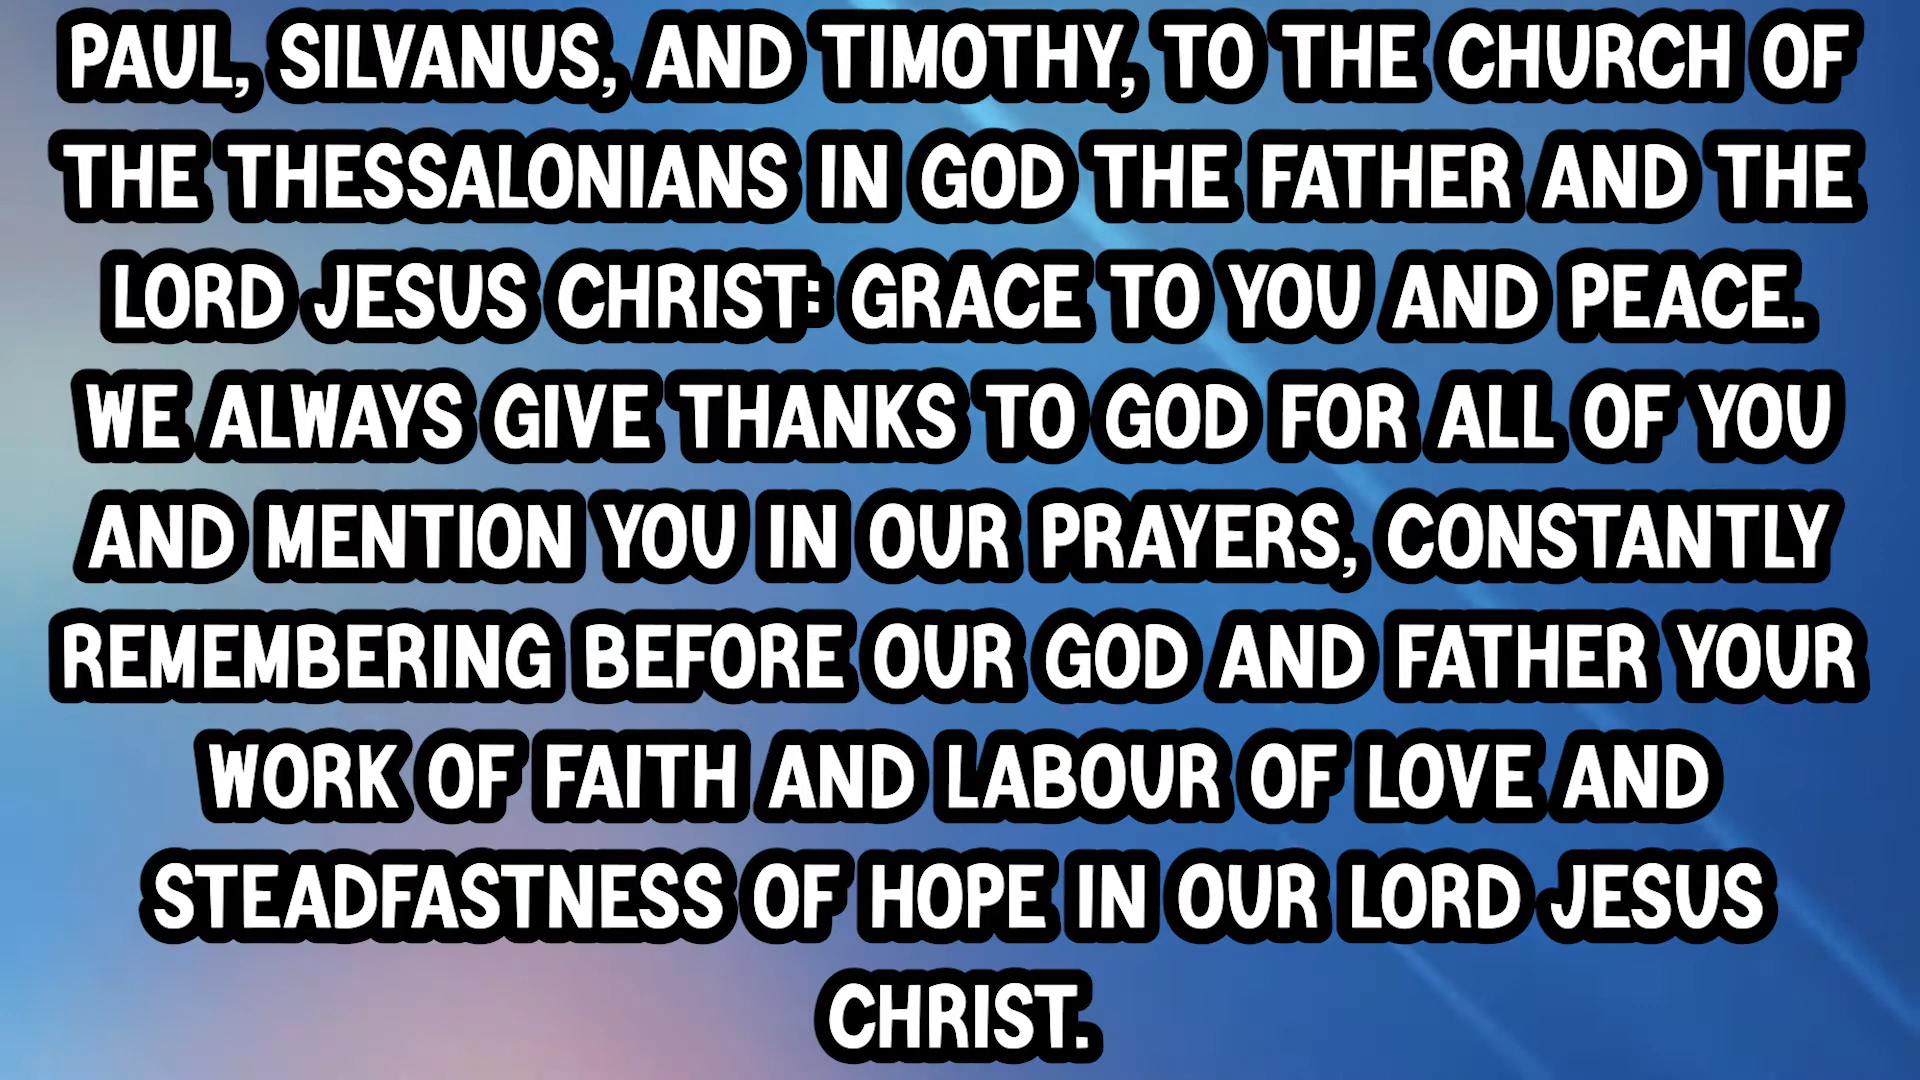 PAUL, SILVANUS, AND TIMOTHY, TO THE CHURCH OF
THE THESSALONIANS IN GOD THE FATHER AND THE
LORD JESUS CHRIST: GRACE TO YOU AND PEACE.
WE ALWAYS GIVE THANKS TO GOD FOR ALL OF YOU
AND MENTION YOU IN OUR PRAYERS, CONSTANTLY
REMEMBERING BEFORE OUR GOD AND FATHER YOUR
WORK OF FAITH AND LABOUR OF LOVE AND
STEADFASTNESS OF HOPE IN OUR LORD JESUS
CHRIST.